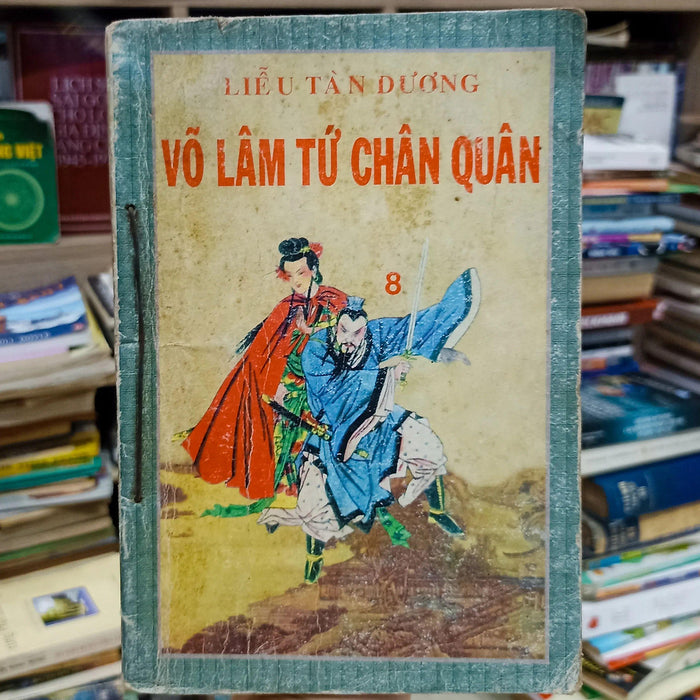 LIỄU TÀN DƯƠNG
VÕ LÂM TỨ CHÂN QUÂN
8